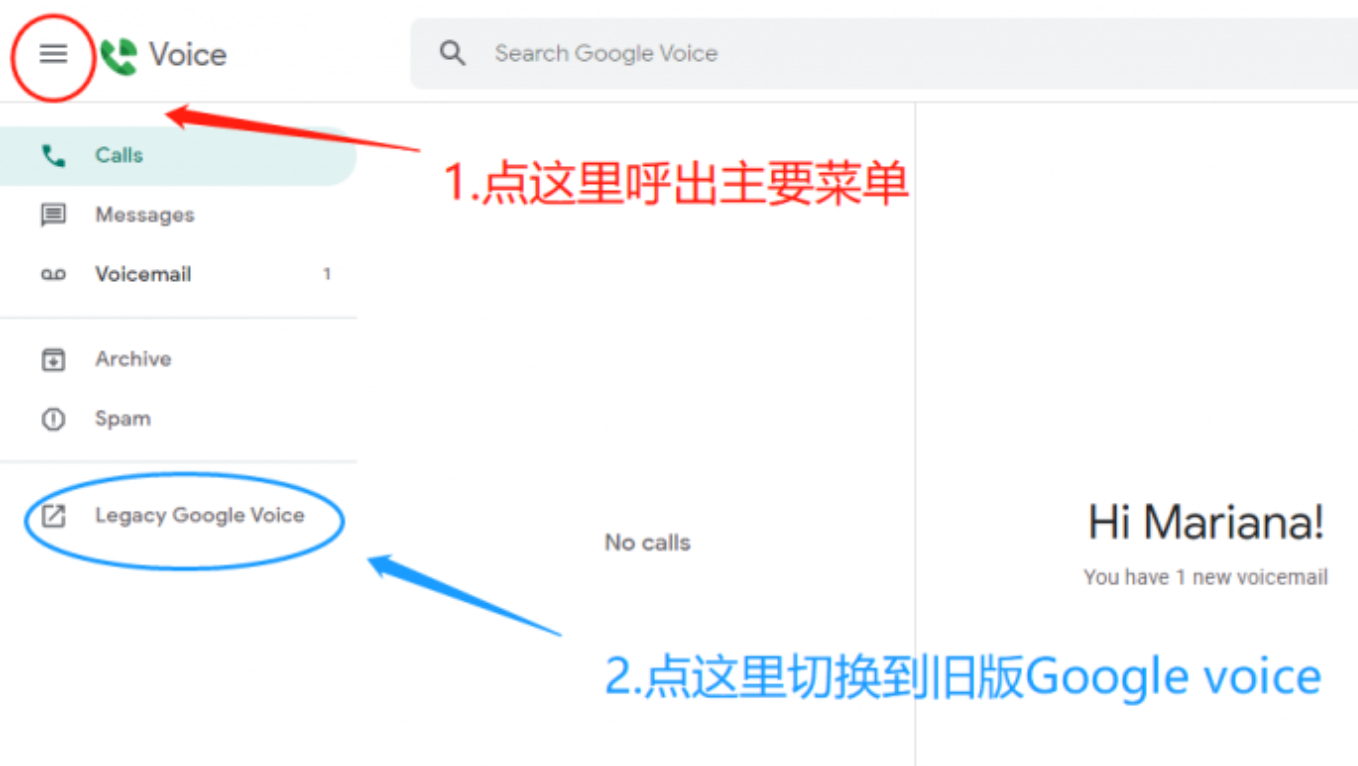 Voice
Search Google Voice
Calls
1.点这里呼出主要菜单
Messages
Voicemail 1
Archive
Spam
Legacy Google Voice
No calls
Hi Mariana!
You have 1 new voicemail
2.点这里切换到旧版Google voice